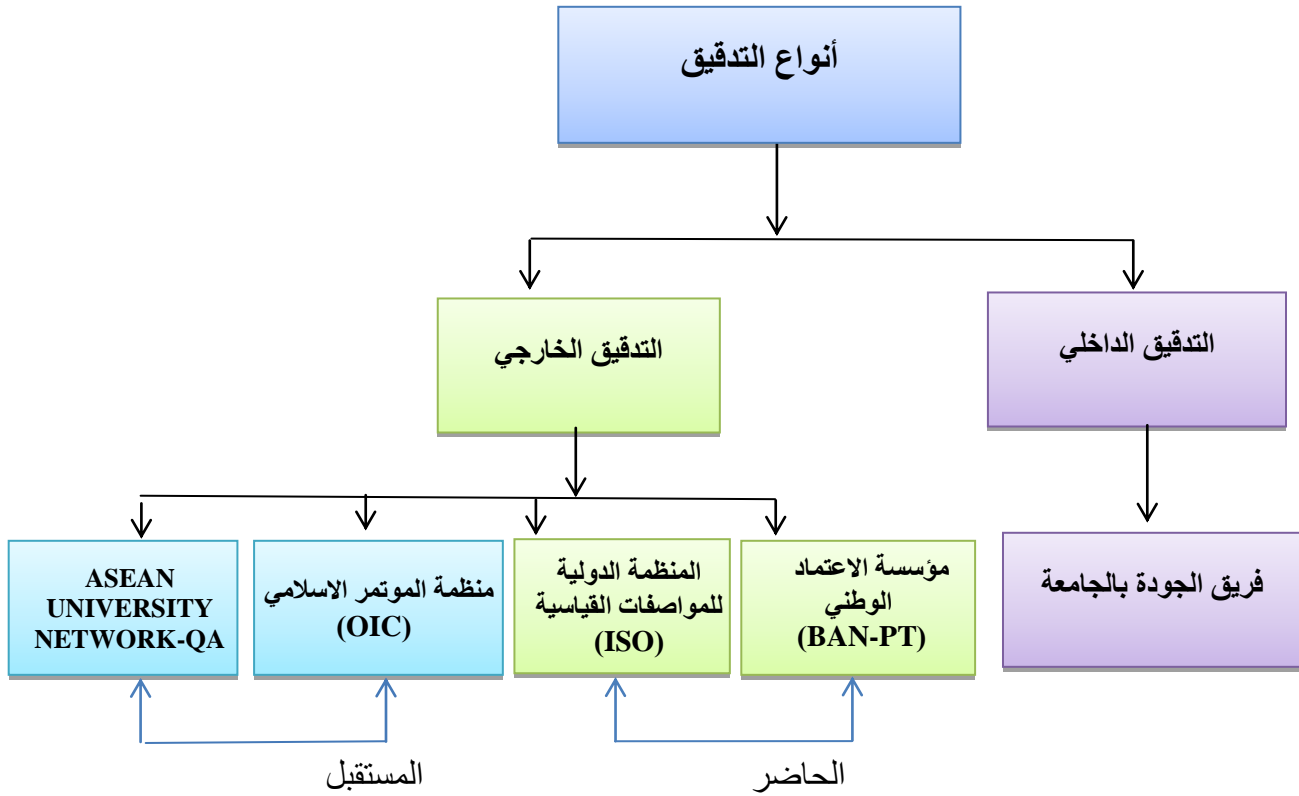 أنواع التدقيق
التدقيق الداخلي
التدقيق الخارجي
فريق الجودة بالجامعة
مؤسسة الاعتماد
الوطني
(BAN-PT)
المنظمة الدولية
للمواصفات القياسية
(ISO)
منظمة الموتمر الاسلامي
(OIC)
ASEAN
UNIVERSITY
NETWORK-QA
الحاضر
المستقبل